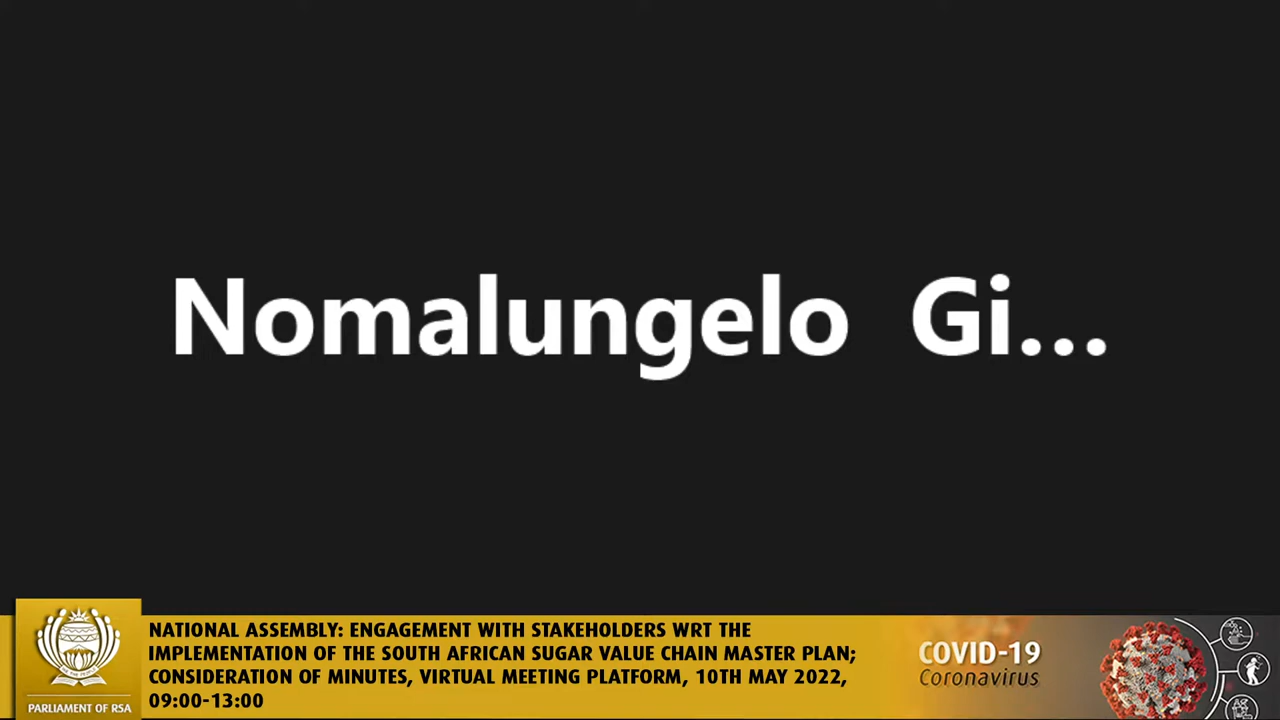 Nomalungelo Gi...
NATIONAL ASSEMBLY: ENGAGEMENT WITH STAKEHOLDERS WRT THE
IMPLEMENTATION OF THE SOUTH AFRICAN SUGAR VALUE CHAIN MASTER PLAN;
CONSIDERATION OF MINUTES, VIRTUAL MEETING PLATFORM, 10TH MAY 2022,
09:00-13:00
PARLIAMENT OF RSA
COVID-19
Coronavirus